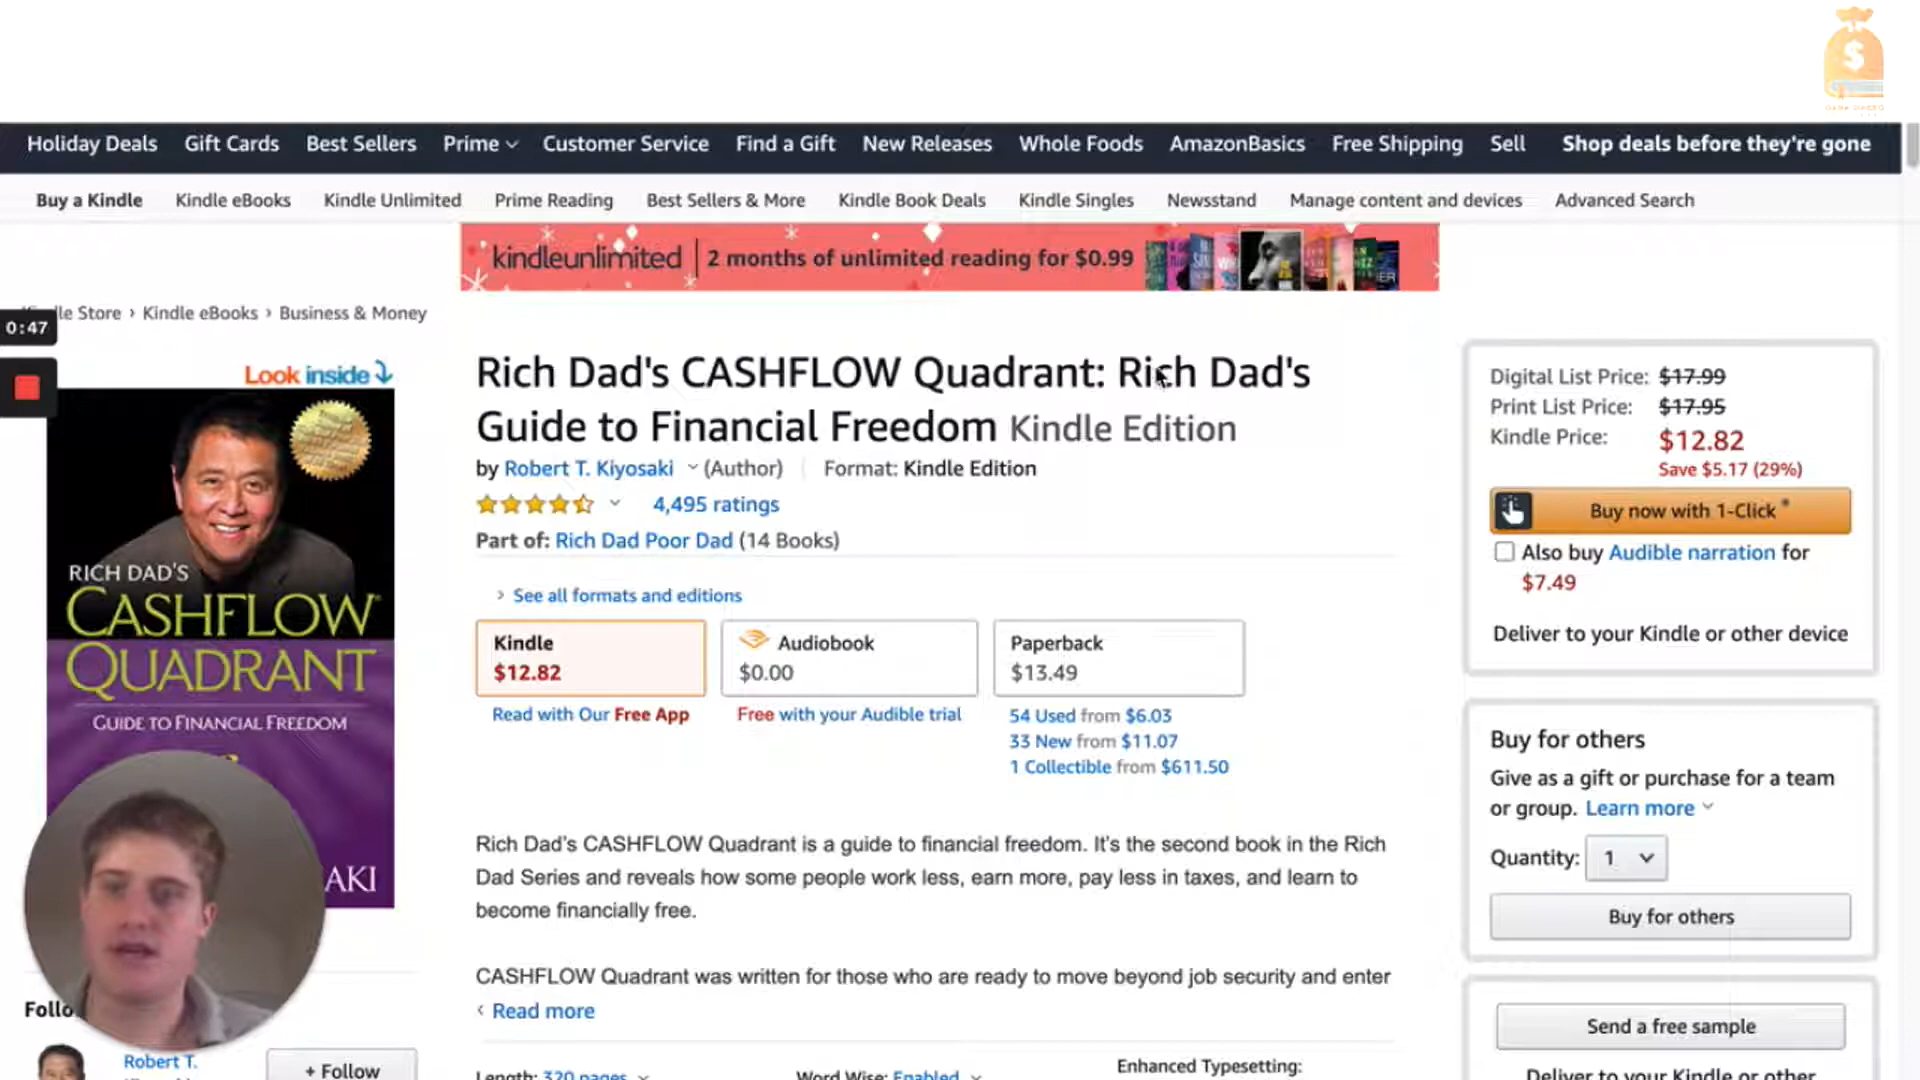 $
Holiday Deals Gift Cards Best Sellers Prime Customer Service Find a Gift New Releases Whole Foods AmazonBasics Free Shipping Sell Shop deals before they're gone
Buy a Kindle Kindle eBooks Kindle Unlimited Prime Reading Best Sellers & More Kindle Book Deals Kindle Singles Newsstand Manage content and devices Advanced Search
kindleunlimited 2 months of unlimited reading for $0.99
Store › Kindle eBooks › Business & Money
0:47
Look inside
RICH DAD'S
CASHFLOW®
QUADRANT
GUIDE TO FINANCIAL FREEDOM
AKI
Rich Dad's CASHFLOW Quadrant: Rich Dad's
Guide to Financial Freedom Kindle Edition
by Robert T. Kiyosaki (Author) Format: Kindle Edition
4,495 ratings
Part of: Rich Dad Poor Dad (14 Books)
› See all formats and editions
Kindle
$12.82
Read with Our Free App
Audiobook
$0.00
Free with your Audible trial
Paperback
$13.49
54 Used from $6.03
33 New from $11.07
1 Collectible from $611.50
Rich Dad's CASHFLOW Quadrant is a guide to financial freedom. It's the second book in the Rich
Dad Series and reveals how some people work less, earn more, pay less in taxes, and learn to
become financially free.
CASHFLOW Quadrant was written for those who are ready to move beyond job security and enter
‹ Read more
Length: 320 pages Word Wise: Enabled Enhanced Typesetting:
Digital List Price: $17.99
Print List Price: $17.95
Kindle Price: $12.82
Save $5.17 (29%)
Buy now with 1-Click ®
Also buy Audible narration for
$7.49
Deliver to your Kindle or other device
Buy for others
Give as a gift or purchase for a team
or group. Learn more
Quantity: 1
Buy for others
Send a free sample
Deliver to your Kindle or other
Follo
Robert T.
+ Follow